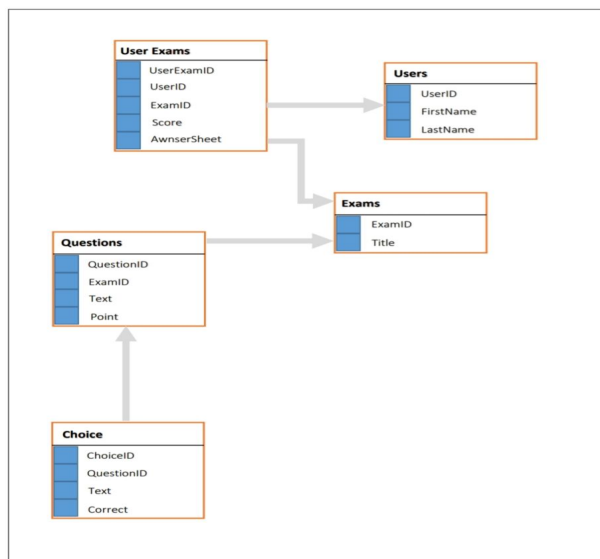 User Exams
UserExamID
UserID
ExamID
Score
AwnserSheet
Users
UserID
FirstName
LastName
Exams
ExamID
Title
Questions
QuestionID
ExamID
Text
Point
Choice
ChoiceID
QuestionID
Text
Correct